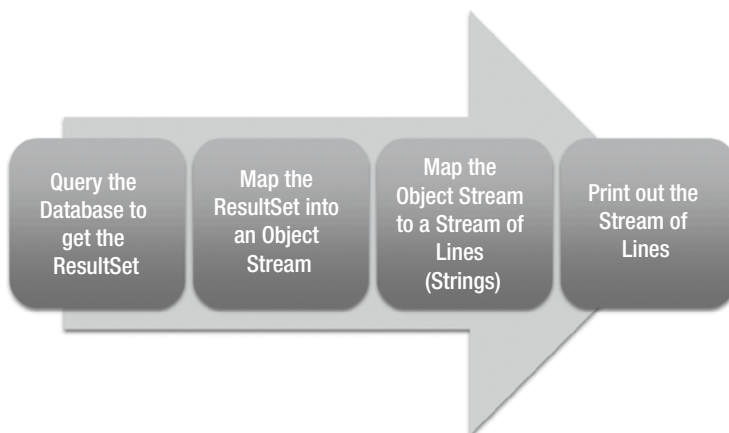 Query the
Database to
get the
ResultSet
Map the
ResultSet into
an Object
Stream
Map the
Object Stream
to a Stream of
Lines
(Strings)
Print out the
Stream of
Lines